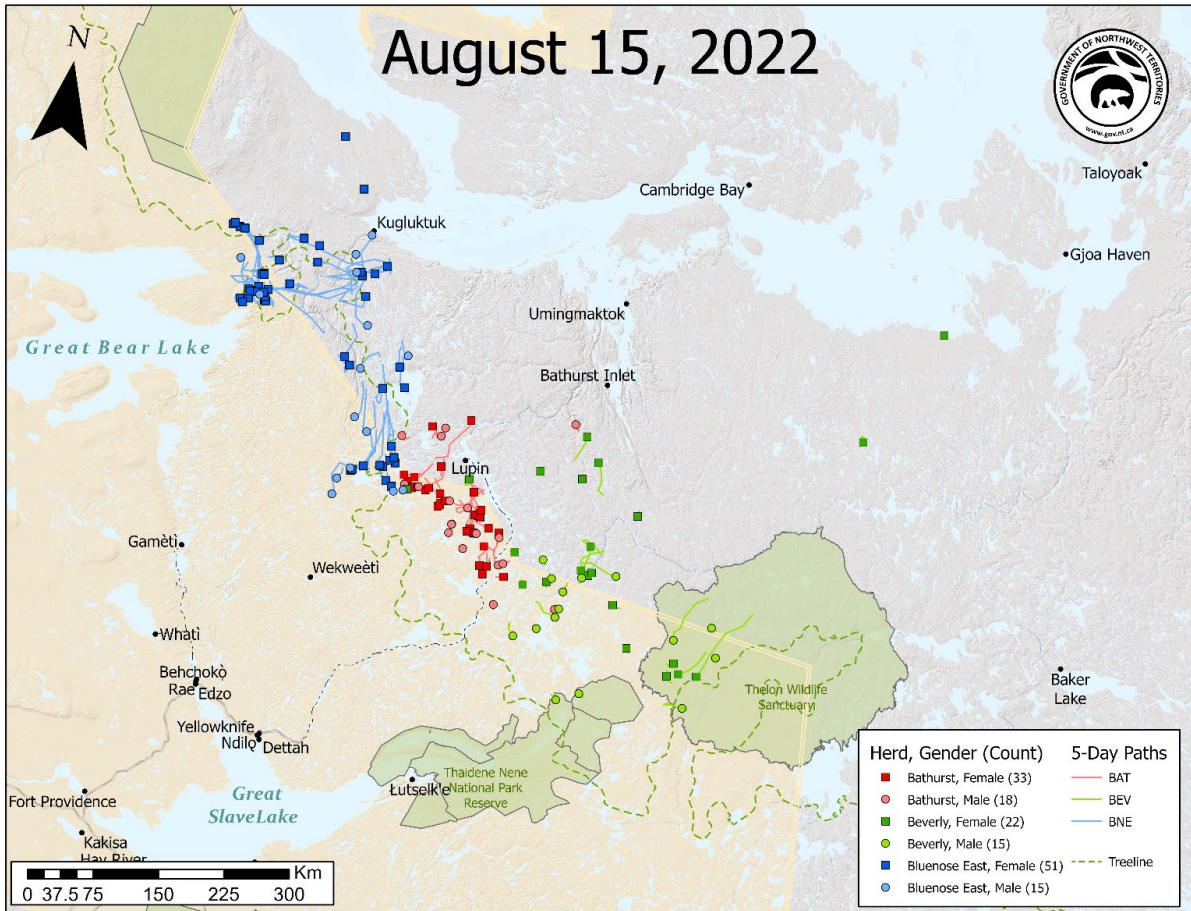 August 15, 2022
N
GOVERNMENT OF NORTHWEST TERRITORIES
www.gov.nt.ca
Taloyoak
Cambridge Bay
Kugluktuk
Gjoa Haven
Umingmaktok
Great Bear Lake
Bathurst Inlet
Lupin
Gamètì
Wekweètì
Whatì
Behchokǫ̀
Rae
Edzo
Baker
Lake
Thelon Wildlife
Sanctuary
Yellowknife
Ndilǫ
Dettah
Thaidene Nene
National Park
Reserve
Łutselk'e
Great
Slave Lake
Fort Providence
Kakisa
Hay River
Km
0 37.5 75 150 225 300
Herd, Gender (Count)
Bathurst, Female (33)
Bathurst, Male (18)
Beverly, Female (22)
Beverly, Male (15)
Bluenose East, Female (51)
Bluenose East, Male (15)
5-Day Paths
BAT
BEV
BNE
Treeline